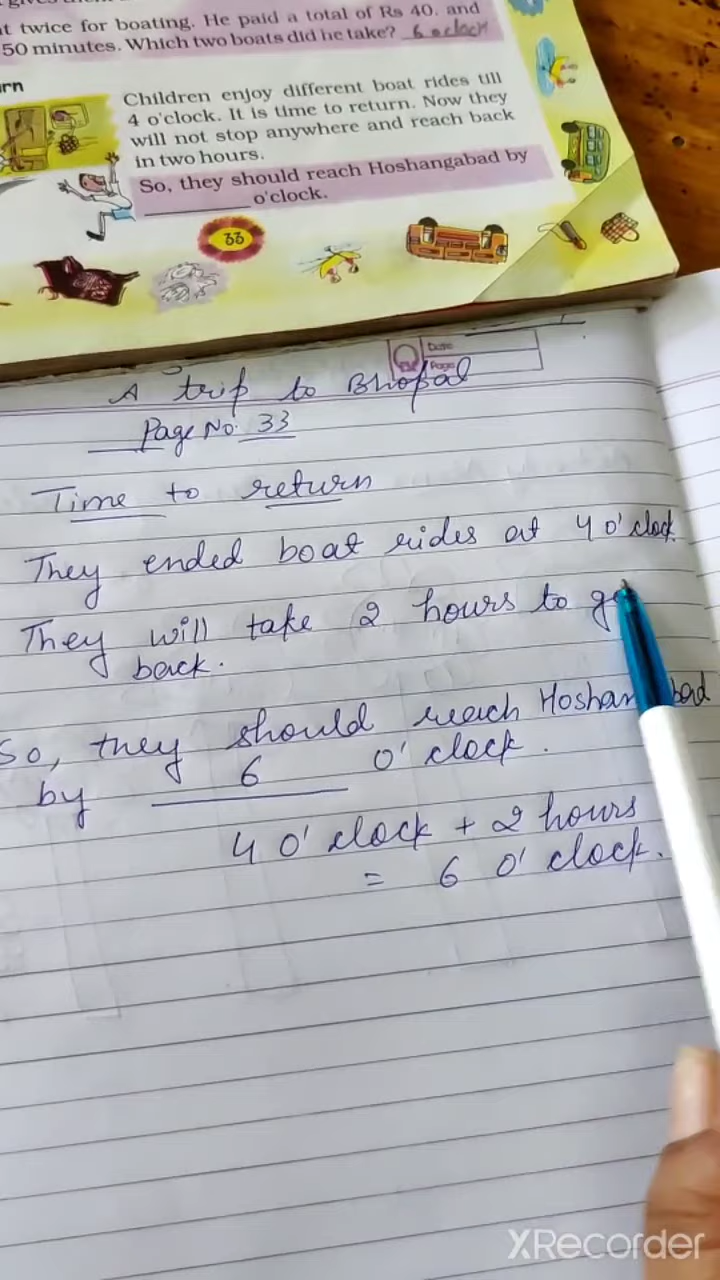 t twice for boating. He paid a total of Rs 40. and
50 minutes. Which two boats did he take? 6 o clock
rn
Children enjoy different boat rides till
4 o'clock. It is time to return. Now they
will not stop anywhere and reach back
in two hours.
So, they should reach Hoshangabad by
o'clock.
33
Date
Page
A trip to Bhopal
Page No. 33
Time to return
They ended boat rides at 4 o'clock.
They will take 2 hours to go
back.
So, they should reach Hoshangabad
by 6 o'clock.
4 o'clock + 2 hours
= 6 o'clock.
XRecorder